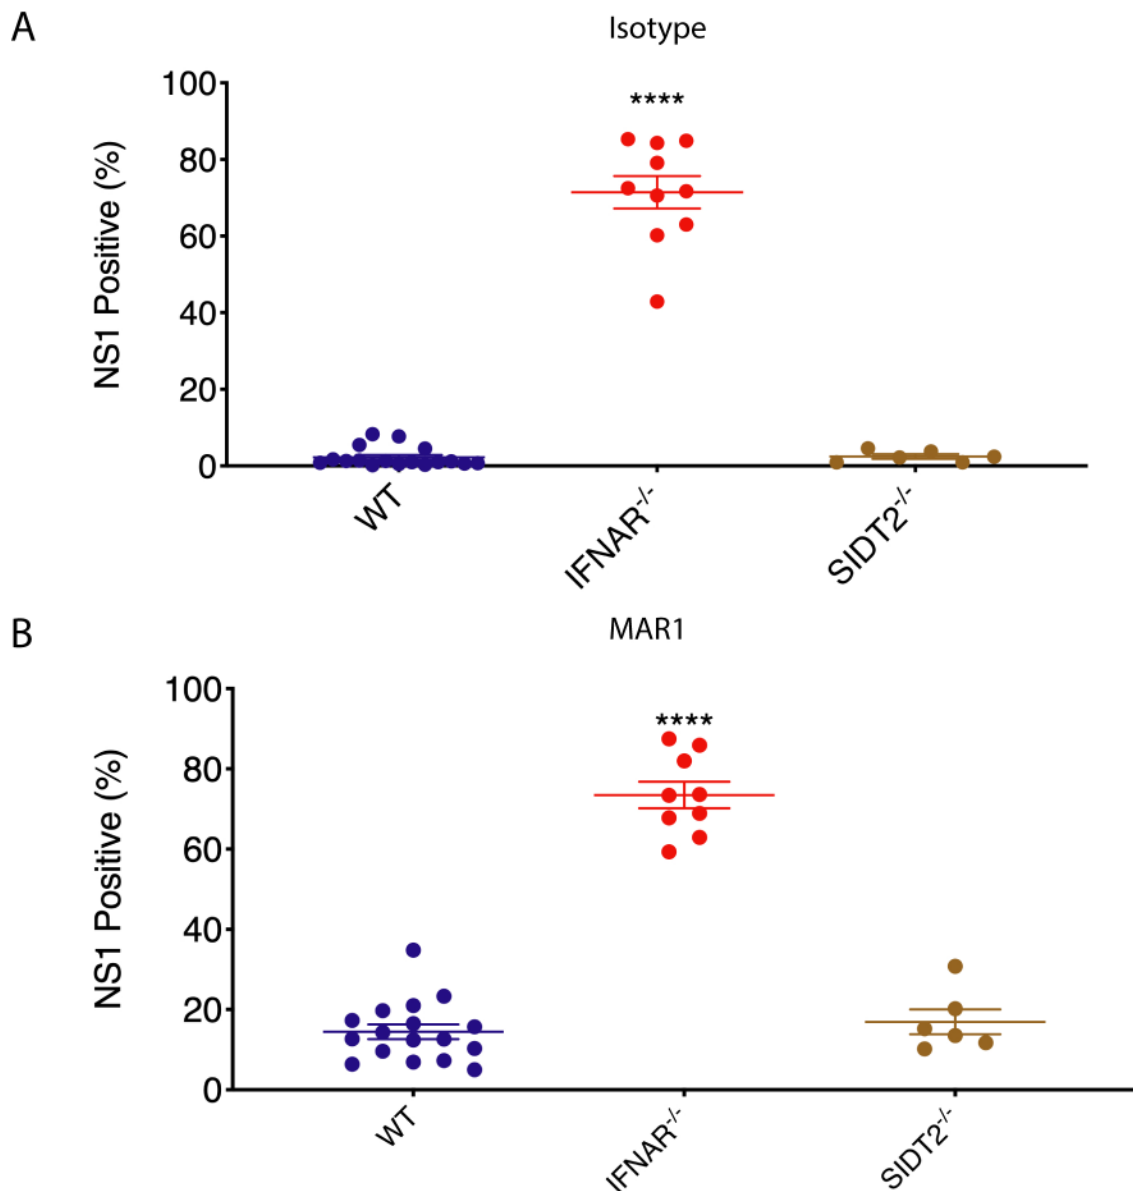 A
Isotype
NS1 Positive (%)
100
80
60
40
20
0
****
WT
IFNAR-/-
SIDT2-/-
B
MAR1
NS1 Positive (%)
100
80
60
40
20
0
****
WT
IFNAR-/-
SIDT2-/-